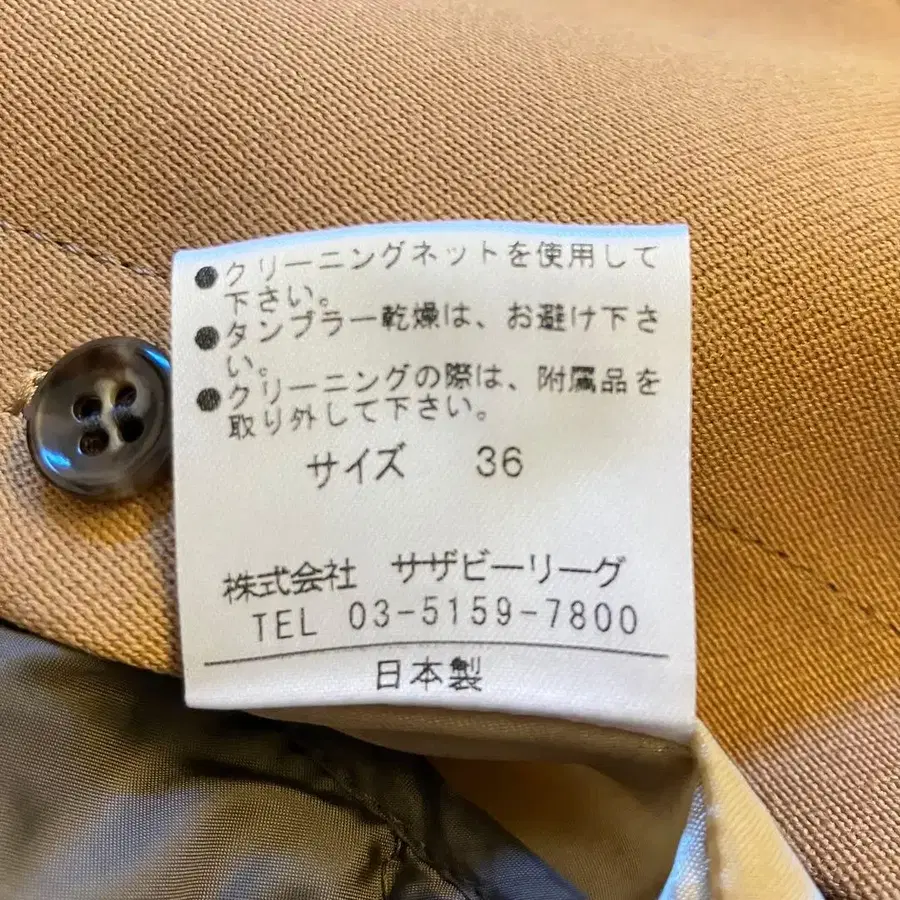 ●クリーニングネットを使用して
下さい。
●タンブラー乾燥は、お避け下さ
い。
●クリーニングの際は、附属品を
取り外して下さい。
サイズ 36
株式会社 サザビーリーグ
TEL 03-5159-7800
日本製